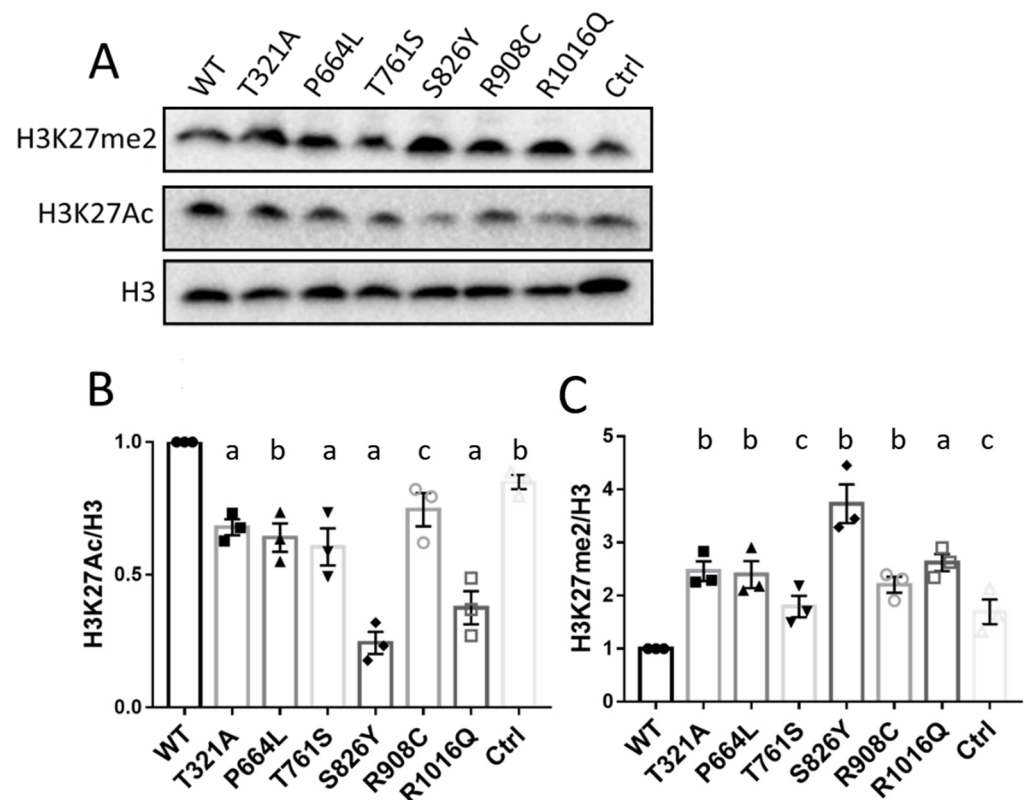 A
WT T321A P664L T761S S826Y R908C R1016Q Ctrl
H3K27me2
H3K27Ac
H3
B
H3K27Ac/H3
1.0
0.5
0.0
a b a a c a b
WT T321A P664L T761S S826Y R908C R1016Q Ctrl
C
H3K27me2/H3
5
4
3
2
1
0
b b c b b a c
WT T321A P664L T761S S826Y R908C R1016Q Ctrl